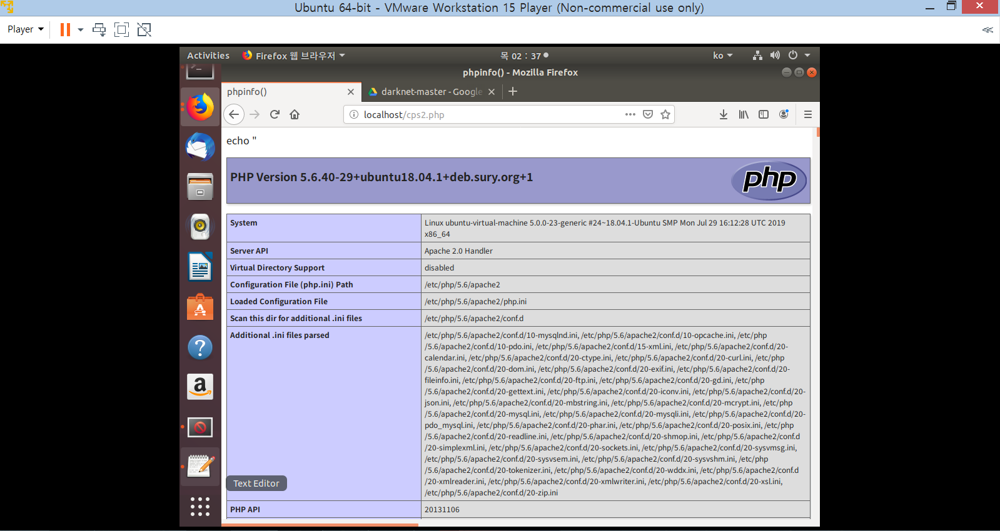 Ubuntu 64-bit - VMware Workstation 15 Player (Non-commercial use only)
Player
Activities
Firefox 웹 브라우저
목 02 : 37
ko
phpinfo() - Mozilla Firefox
phpinfo()
darknet-master - Google
localhost/cps2.php
echo "
PHP Version 5.6.40-29+ubuntu18.04.1+deb.sury.org+1
php
System
Linux ubuntu-virtual-machine 5.0.0-23-generic #24~18.04.1-Ubuntu SMP Mon Jul 29 16:12:28 UTC 2019
x86_64
Server API
Apache 2.0 Handler
Virtual Directory Support
disabled
Configuration File (php.ini) Path
/etc/php/5.6/apache2
Loaded Configuration File
/etc/php/5.6/apache2/php.ini
Scan this dir for additional .ini files
/etc/php/5.6/apache2/conf.d
Additional .ini files parsed
/etc/php/5.6/apache2/conf.d/10-mysqlnd.ini, /etc/php/5.6/apache2/conf.d/10-opcache.ini, /etc/php
/5.6/apache2/conf.d/10-pdo.ini, /etc/php/5.6/apache2/conf.d/15-xml.ini, /etc/php/5.6/apache2/conf.d/20-
calendar.ini, /etc/php/5.6/apache2/conf.d/20-ctype.ini, /etc/php/5.6/apache2/conf.d/20-curl.ini, /etc/php
/5.6/apache2/conf.d/20-dom.ini, /etc/php/5.6/apache2/conf.d/20-exif.ini, /etc/php/5.6/apache2/conf.d/20-
fileinfo.ini, /etc/php/5.6/apache2/conf.d/20-ftp.ini, /etc/php/5.6/apache2/conf.d/20-gd.ini, /etc/php
/5.6/apache2/conf.d/20-gettext.ini, /etc/php/5.6/apache2/conf.d/20-iconv.ini, /etc/php/5.6/apache2/conf.d/20-
json.ini, /etc/php/5.6/apache2/conf.d/20-mbstring.ini, /etc/php/5.6/apache2/conf.d/20-mcrypt.ini, /etc/php
/5.6/apache2/conf.d/20-mysql.ini, /etc/php/5.6/apache2/conf.d/20-mysqli.ini, /etc/php/5.6/apache2/conf.d/20-
pdo_mysql.ini, /etc/php/5.6/apache2/conf.d/20-phar.ini, /etc/php/5.6/apache2/conf.d/20-posix.ini, /etc/php
/5.6/apache2/conf.d/20-readline.ini, /etc/php/5.6/apache2/conf.d/20-shmop.ini, /etc/php/5.6/apache2/conf.d
/20-simplexml.ini, /etc/php/5.6/apache2/conf.d/20-sockets.ini, /etc/php/5.6/apache2/conf.d/20-sysvmsg.ini,
/etc/php/5.6/apache2/conf.d/20-sysvsem.ini, /etc/php/5.6/apache2/conf.d/20-sysvshm.ini, /etc/php
/5.6/apache2/conf.d/20-tokenizer.ini, /etc/php/5.6/apache2/conf.d/20-wddx.ini, /etc/php/5.6/apache2/conf.d
/20-xmlreader.ini, /etc/php/5.6/apache2/conf.d/20-xmlwriter.ini, /etc/php/5.6/apache2/conf.d/20-xsl.ini,
/etc/php/5.6/apache2/conf.d/20-zip.ini
Text Editor
PHP API
20131106